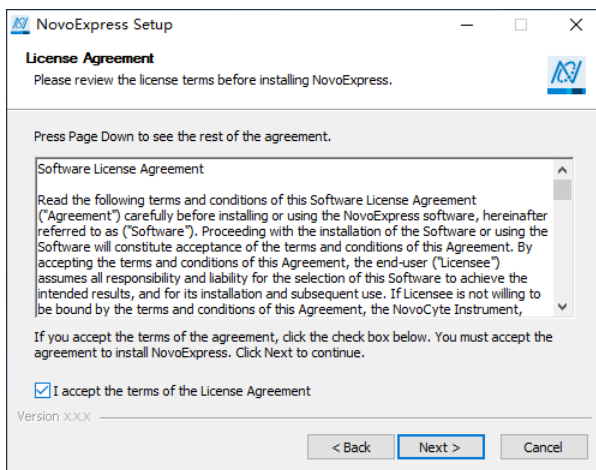 NovoExpress Setup
License Agreement
Please review the license terms before installing NovoExpress.
Press Page Down to see the rest of the agreement.
Software License Agreement
Read the following terms and conditions of this Software License Agreement
("Agreement") carefully before installing or using the NovoExpress software, hereinafter
referred to as ("Software"). Proceeding with the installation of the Software or using the
Software will constitute acceptance of the terms and conditions of this Agreement. By
accepting the terms and conditions of this Agreement, the end-user ("Licensee")
assumes all responsibility and liability for the selection of this Software to achieve the
intended results, and for its installation and subsequent use. If Licensee is not willing to
be bound by the terms and conditions of this Agreement, the NovoCyte Instrument,
If you accept the terms of the agreement, click the check box below. You must accept the
agreement to install NovoExpress. Click Next to continue.
I accept the terms of the License Agreement
Version XXX
< Back Next > Cancel